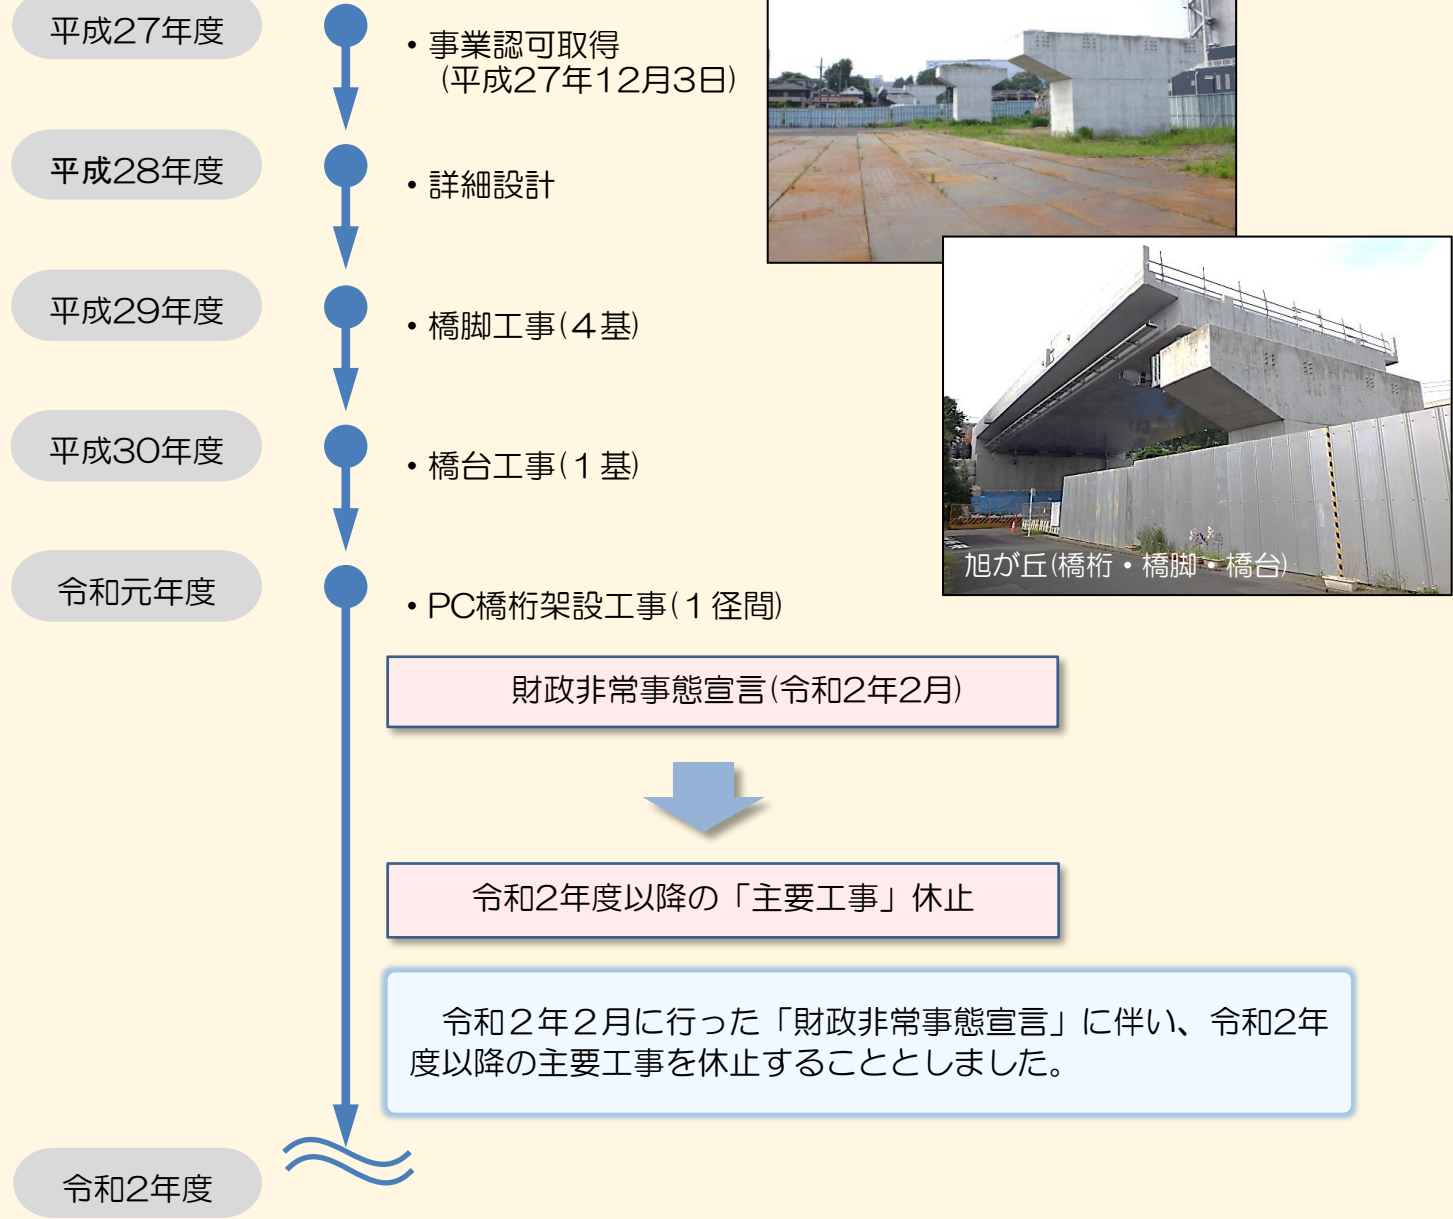 平成27年度
・事業認可取得
(平成27年12月3日)
平成28年度
・詳細設計
平成29年度
・橋脚工事(４基)
平成30年度
・橋台工事(１基)
旭が丘(橋桁・橋脚・橋台)
令和元年度
・PC橋桁架設工事(１径間)
財政非常事態宣言(令和2年2月)
令和2年度以降の「主要工事」休止
令和２年２月に行った「財政非常事態宣言」に伴い、令和2年
度以降の主要工事を休止することとしました。
令和2年度